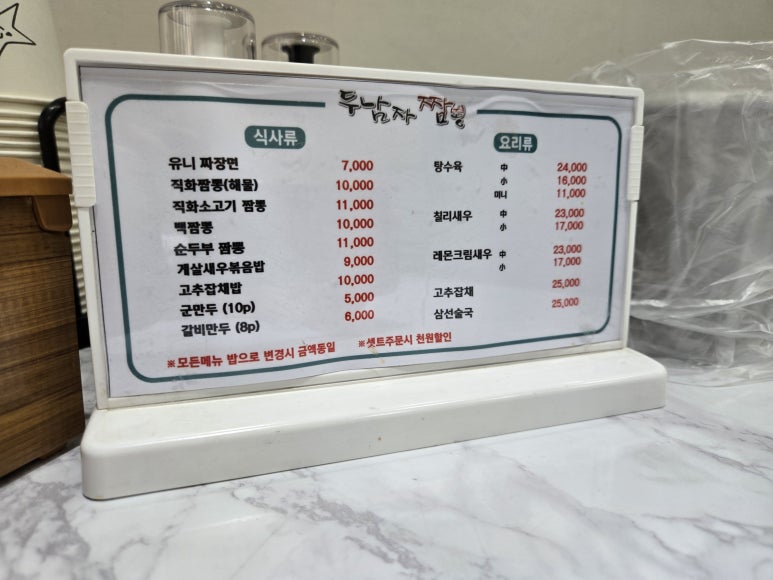 두남자 짬뽕
식사류
유니 짜장면 7,000
직화짬뽕(해물) 10,000
직화소고기 짬뽕 11,000
백짬뽕 10,000
순두부 짬뽕 11,000
게살새우볶음밥 9,000
고추잡채밥 10,000
군만두 (10p) 5,000
갈비만두 (8p) 6,000
요리류
탕수육 中 24,000
小 16,000
미니 11,000
칠리새우 中 23,000
小 17,000
레몬크림새우 中 23,000
小 17,000
고추잡채 25,000
삼선술국 25,000
※모든메뉴 밥으로 변경시 금액동일 ※셋트주문시 천원할인